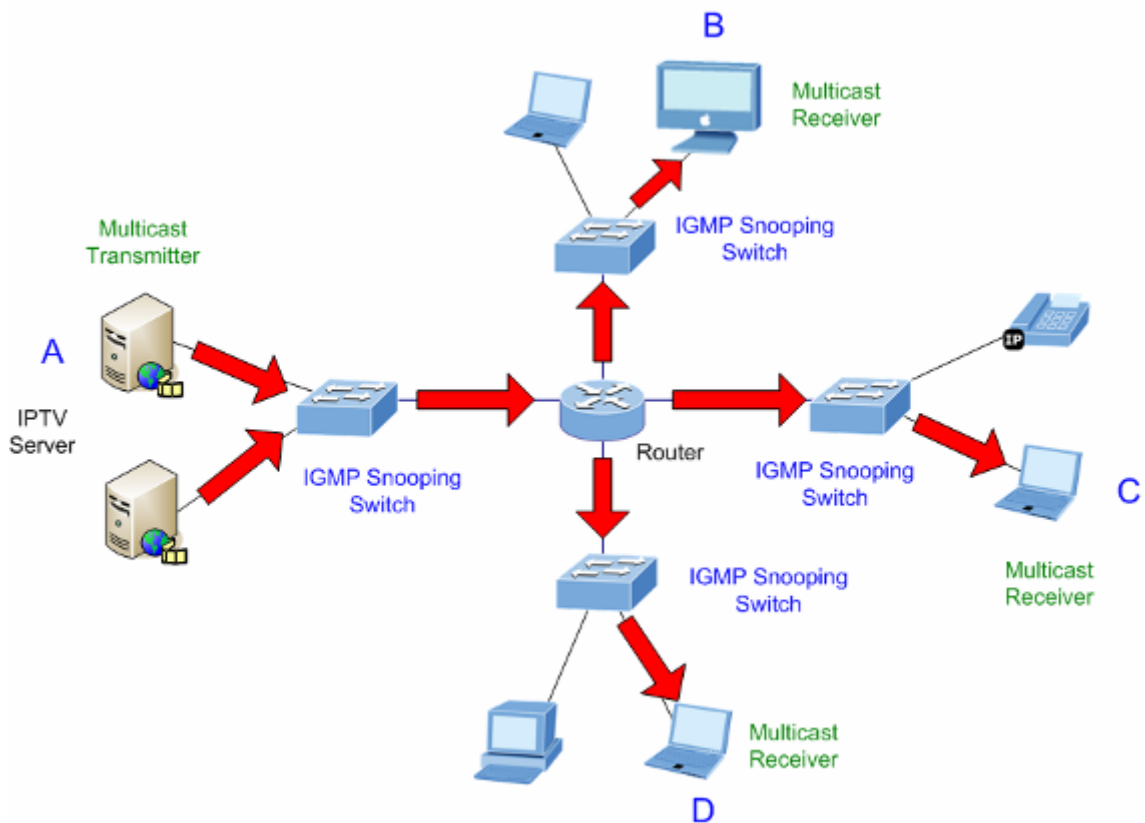 B
Multicast
Receiver
IGMP Snooping
Switch
Multicast
Transmitter
A
IPTV
Server
IGMP Snooping
Switch
Router
IP
IGMP Snooping
Switch
C
Multicast
Receiver
IGMP Snooping
Switch
Multicast
Receiver
D